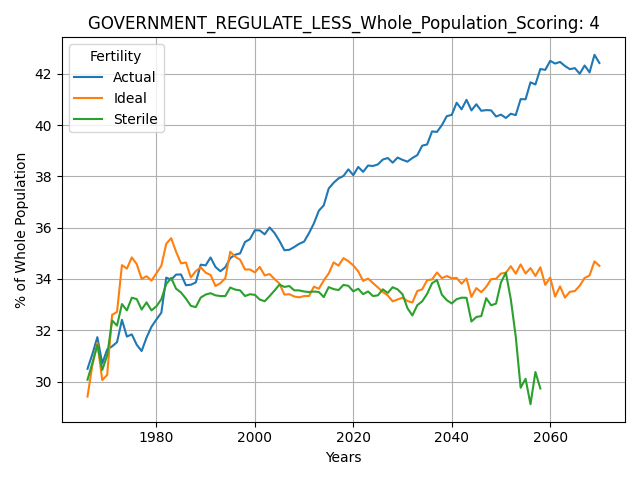 GOVERNMENT_REGULATE_LESS_Whole_Population_Scoring: 4
Fertility
Actual
Ideal
Sterile
% of Whole Population
42
40
38
36
34
32
30
1980 2000 2020 2040 2060
Years